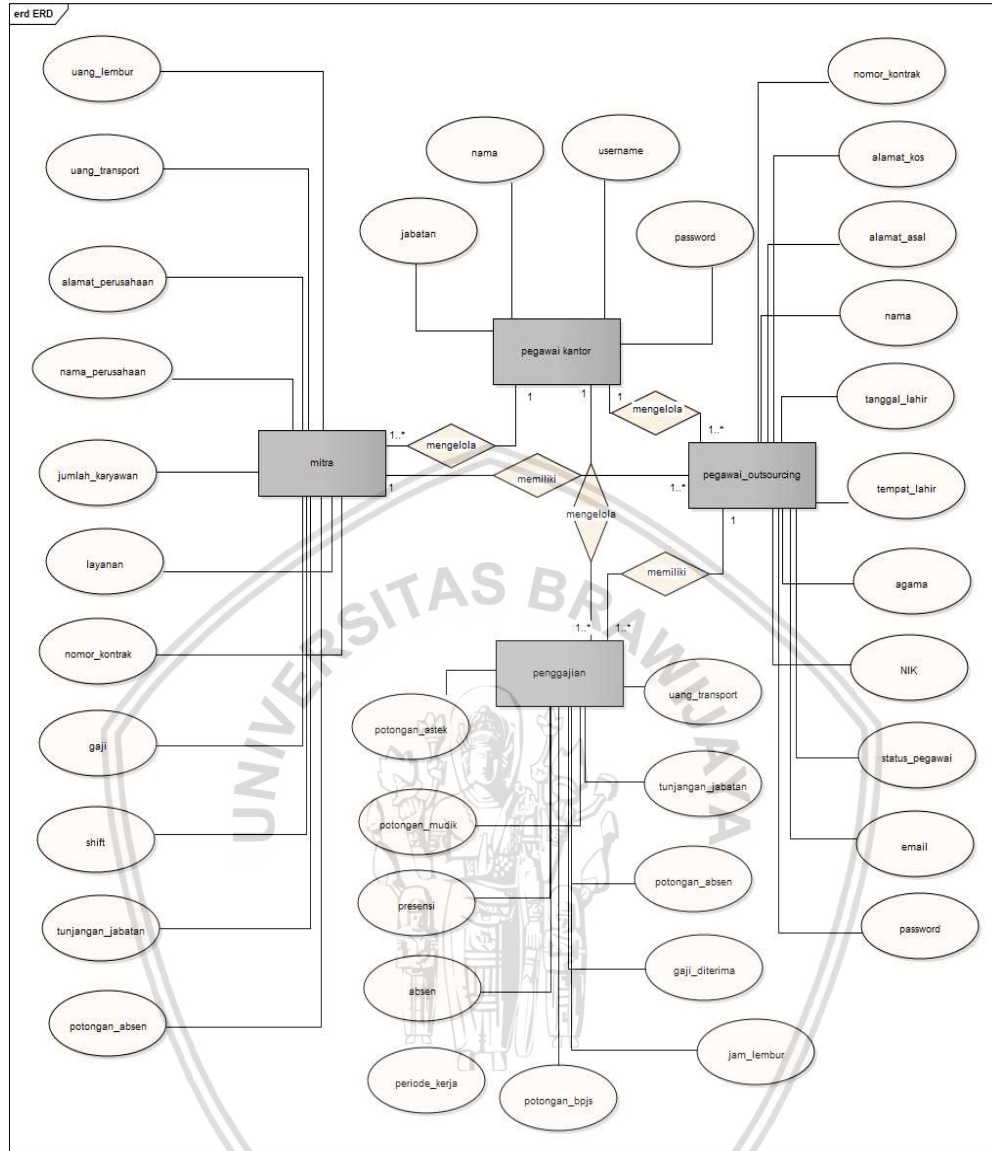 erd ERD
uang_lembur
uang_transport
alamat_perusahaan
nama_perusahaan
jumlah_karyawan
layanan
nomor_kontrak
gaji
shift
tunjangan_jabatan
potongan_absen
mitra
nama
username
jabatan
password
pegawai kantor
1
1
1
mengelola
mengelola
mengelola
1..*
1..*
1
memiliki
1..*
1
memiliki
1..*
1..*
pegawai_outsourcing
nomor_kontrak
alamat_kos
alamat_asal
nama
tanggal_lahir
tempat_lahir
agama
NIK
status_pegawai
email
password
penggajian
potongan_astek
potongan_mudik
presensi
absen
periode_kerja
potongan_bpjs
uang_transport
tunjangan_jabatan
potongan_absen
gaji_diterima
jam_lembur
UNIVERSITAS BRAWIJAYA